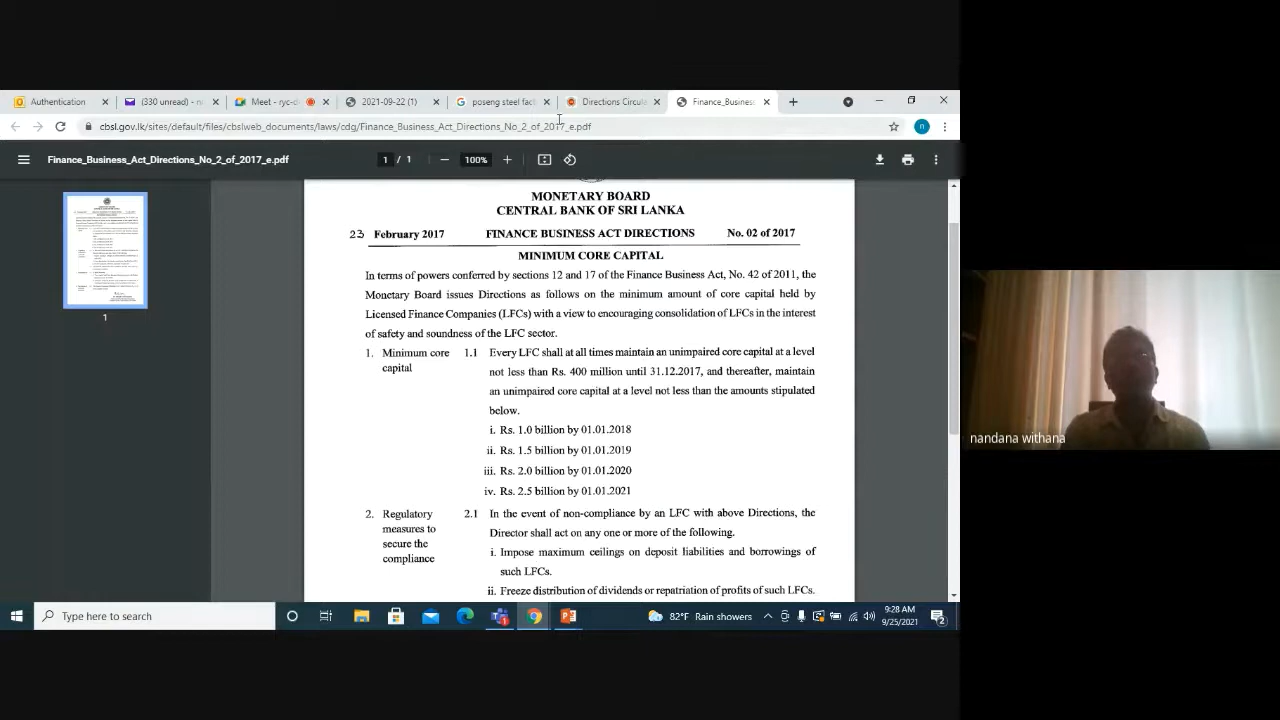 Authentication
(330 unread) - n
Meet - ryc-d
2021-09-22 (1)
poseng steel fact
Directions Circula
Finance_Business
cbsl.gov.lk/sites/default/files/cbslweb_documents/laws/cdg/Finance_Business_Act_Directions_No_2_of_2017_e.pdf
n
Finance_Business_Act_Directions_No_2_of_2017_e.pdf
1 / 1
100%
1
MONETARY BOARD
CENTRAL BANK OF SRI LANKA
23 February 2017 FINANCE BUSINESS ACT DIRECTIONS No. 02 of 2017
MINIMUM CORE CAPITAL
In terms of powers conferred by sections 12 and 17 of the Finance Business Act, No. 42 of 2011, the
Monetary Board issues Directions as follows on the minimum amount of core capital held by
Licensed Finance Companies (LFCs) with a view to encouraging consolidation of LFCs in the interest
of safety and soundness of the LFC sector.
1. Minimum core 1.1 Every LFC shall at all times maintain an unimpaired core capital at a level
capital not less than Rs. 400 million until 31.12.2017, and thereafter, maintain
an unimpaired core capital at a level not less than the amounts stipulated
below.
i. Rs. 1.0 billion by 01.01.2018
ii. Rs. 1.5 billion by 01.01.2019
iii. Rs. 2.0 billion by 01.01.2020
iv. Rs. 2.5 billion by 01.01.2021
2. Regulatory 2.1 In the event of non-compliance by an LFC with above Directions, the
measures to Director shall act on any one or more of the following.
secure the i. Impose maximum ceilings on deposit liabilities and borrowings of
compliance such LFCs.
ii. Freeze distribution of dividends or repatriation of profits of such LFCs.
nandana withana
Type here to search
82°F Rain showers
9:28 AM
9/25/2021
2